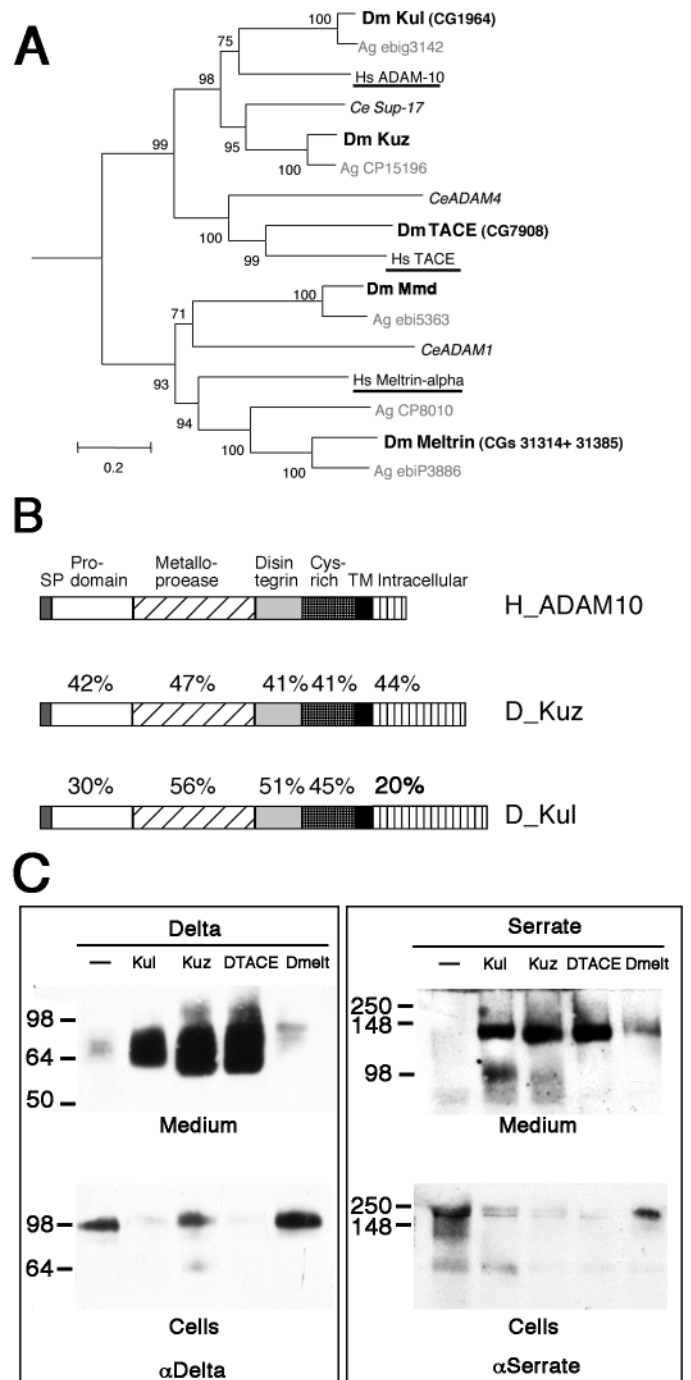 A
Dm Kul (CG1964)
100
Ag ebig3142
75
Hs ADAM-10
98
Ce Sup-17
Dm Kuz
95
100
Ag CP15196
99
CeADAM4
Dm TACE (CG7908)
100
99
Hs TACE
Dm Mmd
100
Ag ebi5363
71
CeADAM1
93
Hs Meltrin-alpha
Ag CP8010
94
Dm Meltrin (CGs 31314+ 31385)
100
100
Ag ebiP3886
0.2
B
SP Pro-domain Metallo-proease Disin tegrin Cys-rich TM Intracellular
H_ADAM10
42% 47% 41% 41% 44%
D_Kuz
30% 56% 51% 45% 20%
D_Kul
C
Delta
— Kul Kuz DTACE Dmelt
98
64
50
Medium
98
64
Cells
αDelta
Serrate
— Kul Kuz DTACE Dmelt
250
148
98
Medium
250
148
Cells
αSerrate